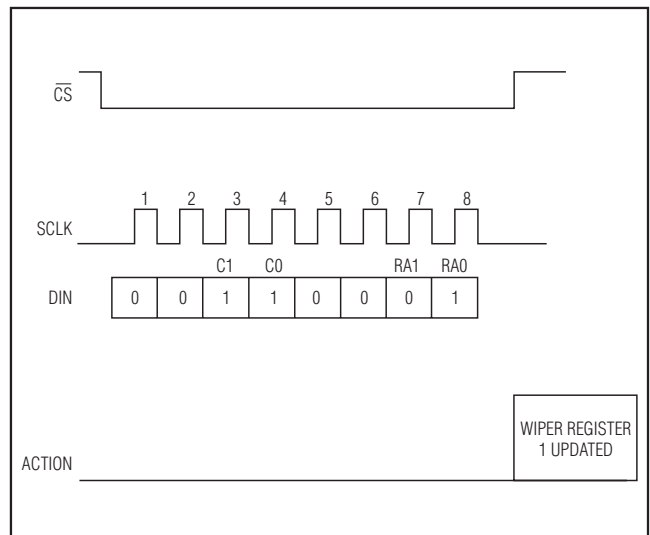 C̅S̅
1 2 3 4 5 6 7 8
SCLK
C1 C0 RA1 RA0
DIN 0 0 1 1 0 0 0 1
WIPER REGISTER
1 UPDATED
ACTION